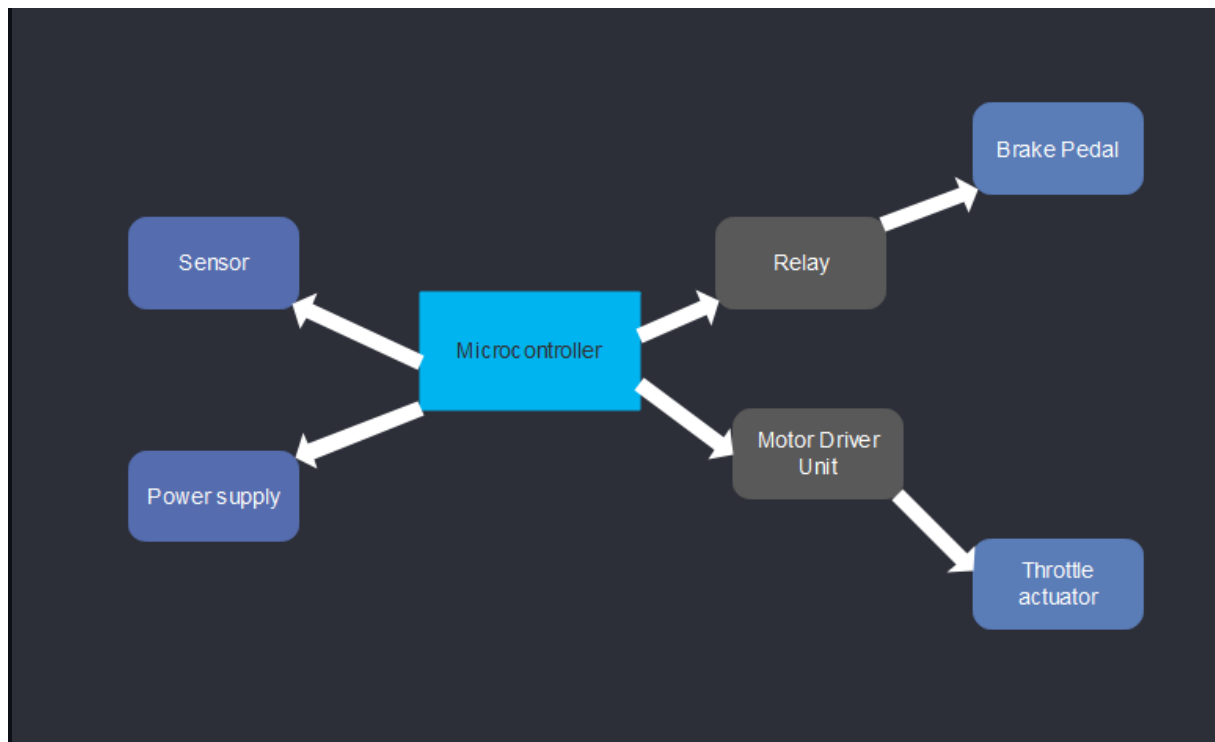 Brake Pedal
Sensor
Relay
Microcontroller
Motor Driver
Unit
Power supply
Throttle
actuator